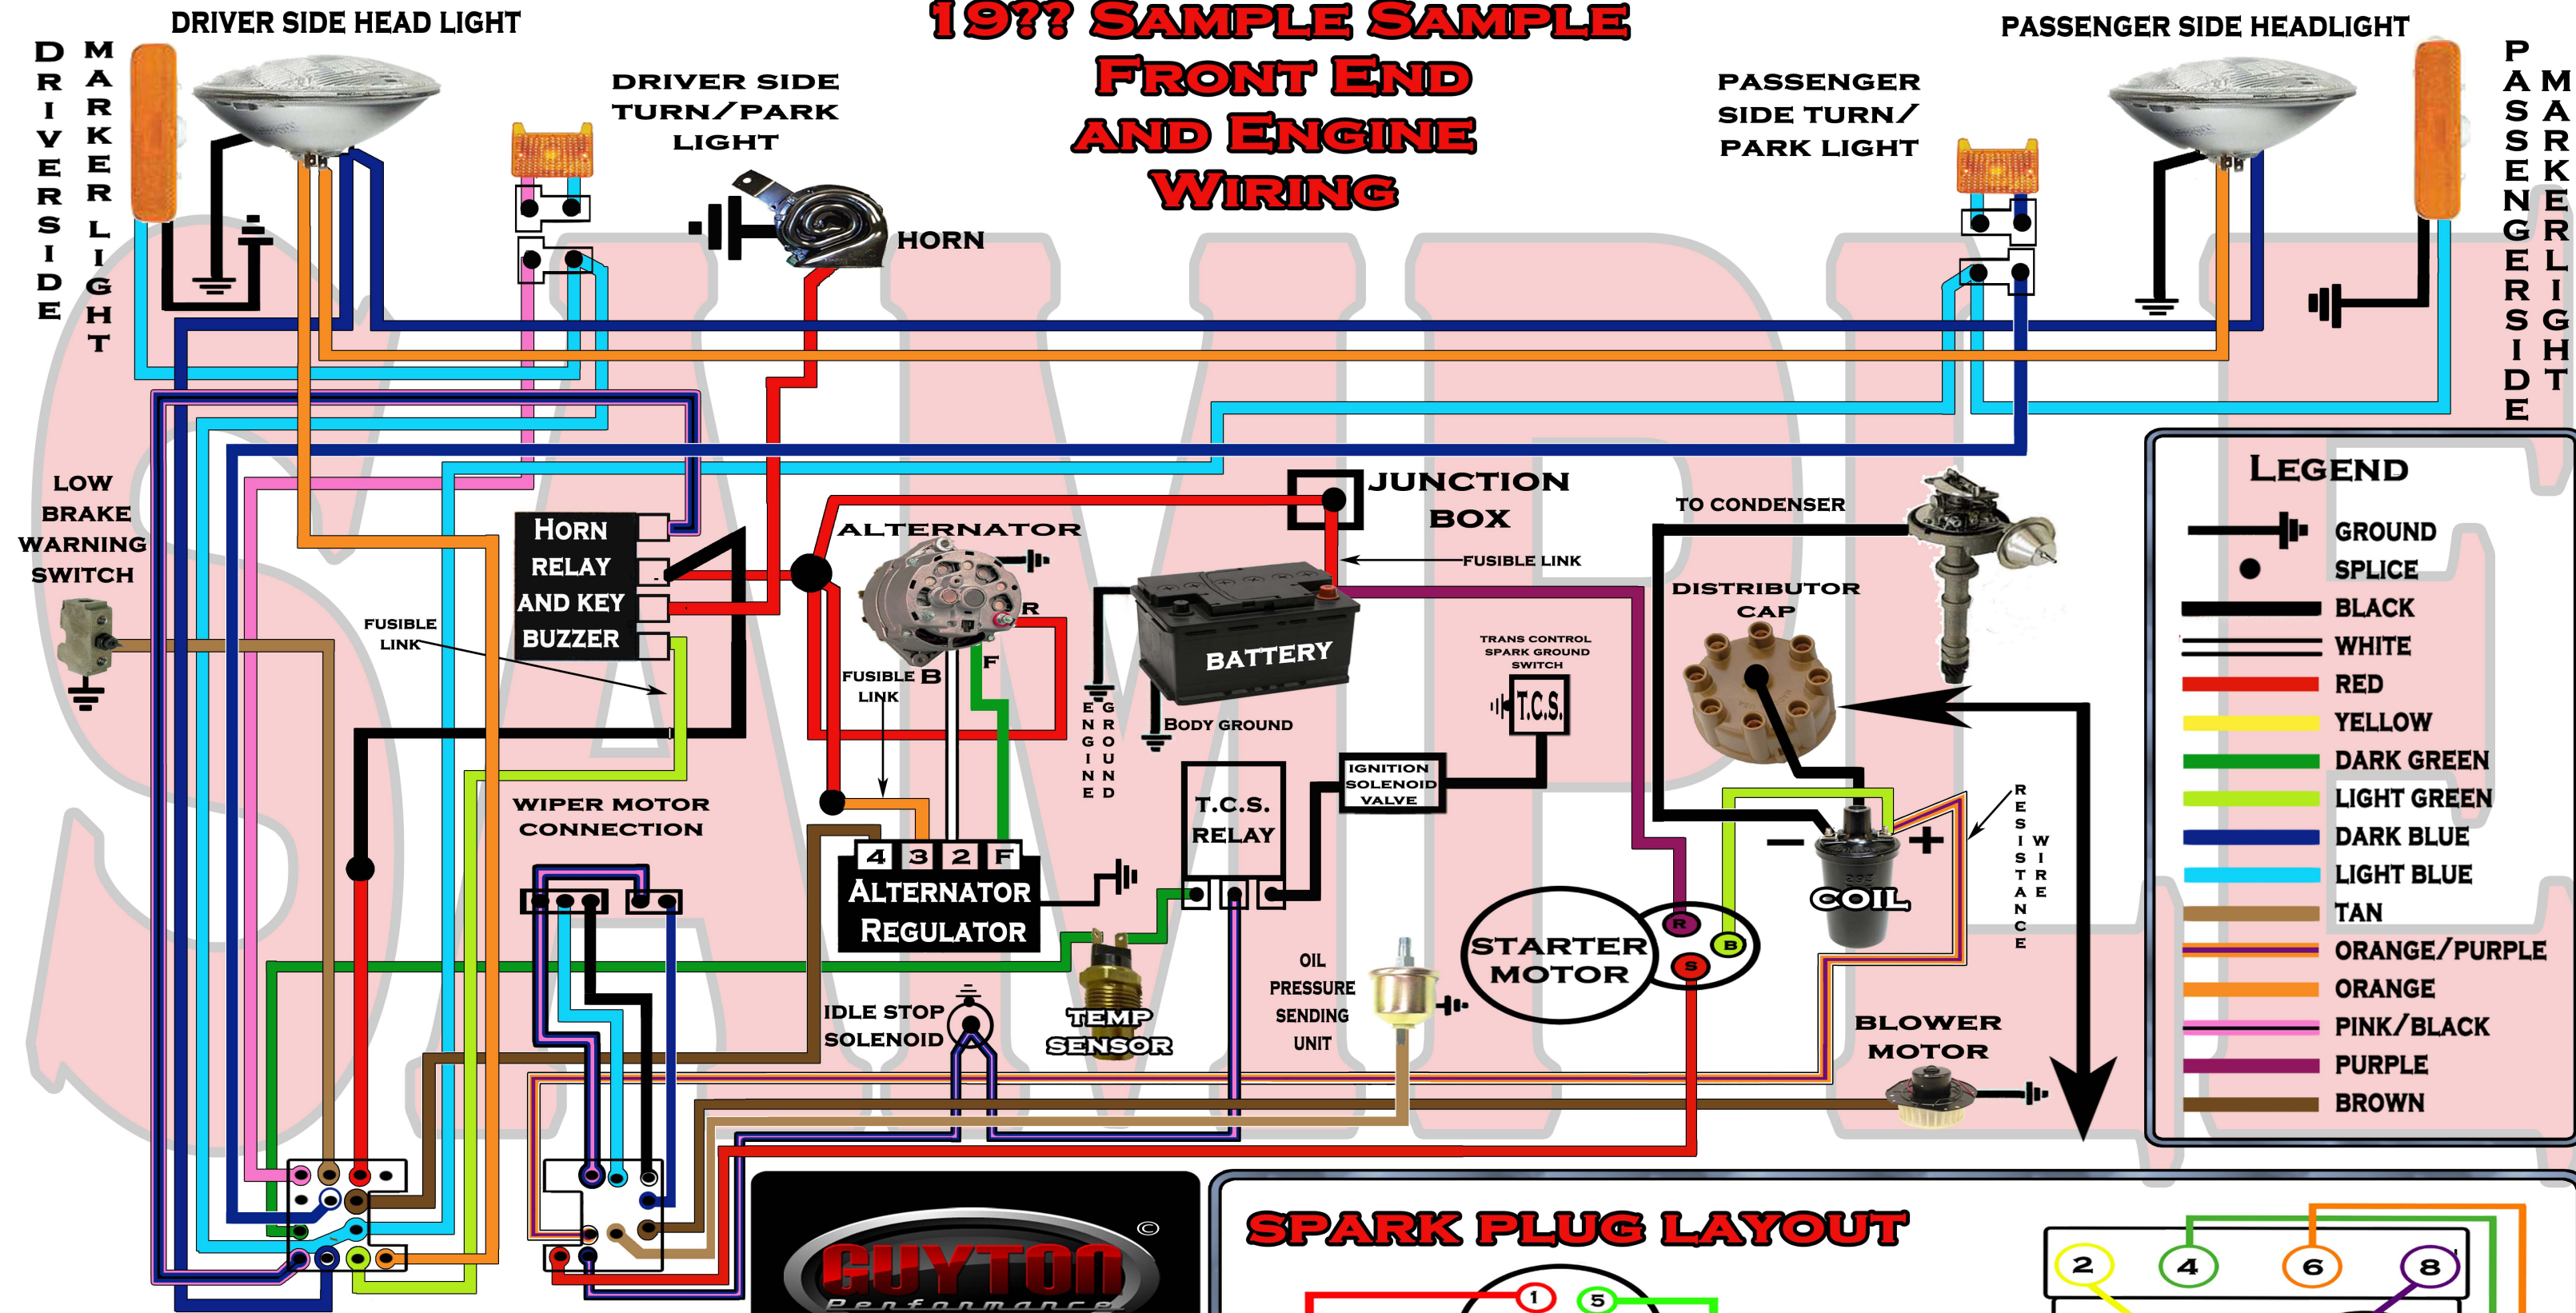 DRIVER SIDE HEAD LIGHT
DRIVERSIDE
MARKER LIGHT
DRIVER SIDE
TURN/PARK
LIGHT
HORN
19?? Sample Sample
Front End
and Engine
Wiring
PASSENGER SIDE HEADLIGHT
PASSENGER
SIDE TURN/
PARK LIGHT
PASSENGERSIDE
MARKERLIGHT
LOW
BRAKE
WARNING
SWITCH
FUSIBLE
LINK
Horn
RELAY
AND KEY
BUZZER
ALTERNATOR
R
F
B
FUSIBLE
LINK
JUNCTION
BOX
FUSIBLE LINK
BATTERY
ENGINE
GROUND
Body ground
TO CONDENSER
DISTRIBUTOR
CAP
TRANS CONTROL
SPARK GROUND
SWITCH
T.C.S.
IGNITION
SOLENOID
VALVE
T.C.S.
RELAY
WIPER MOTOR
CONNECTION
4 3 2 F
Alternator
Regulator
COIL
RESISTANCE
WIRE
STARTER
MOTOR
R
B
S
IDLE STOP
SOLENOID
TEMP
SENSOR
OIL
PRESSURE
SENDING
UNIT
BLOWER
MOTOR
Legend
GROUND
SPLICE
BLACK
WHITE
RED
YELLOW
DARK GREEN
LIGHT GREEN
DARK BLUE
LIGHT BLUE
TAN
ORANGE/PURPLE
ORANGE
PINK/BLACK
PURPLE
BROWN
©
GUYTON
Performance
SPARK PLUG LAYOUT
1 5
2 4 6 8
SAMPLE